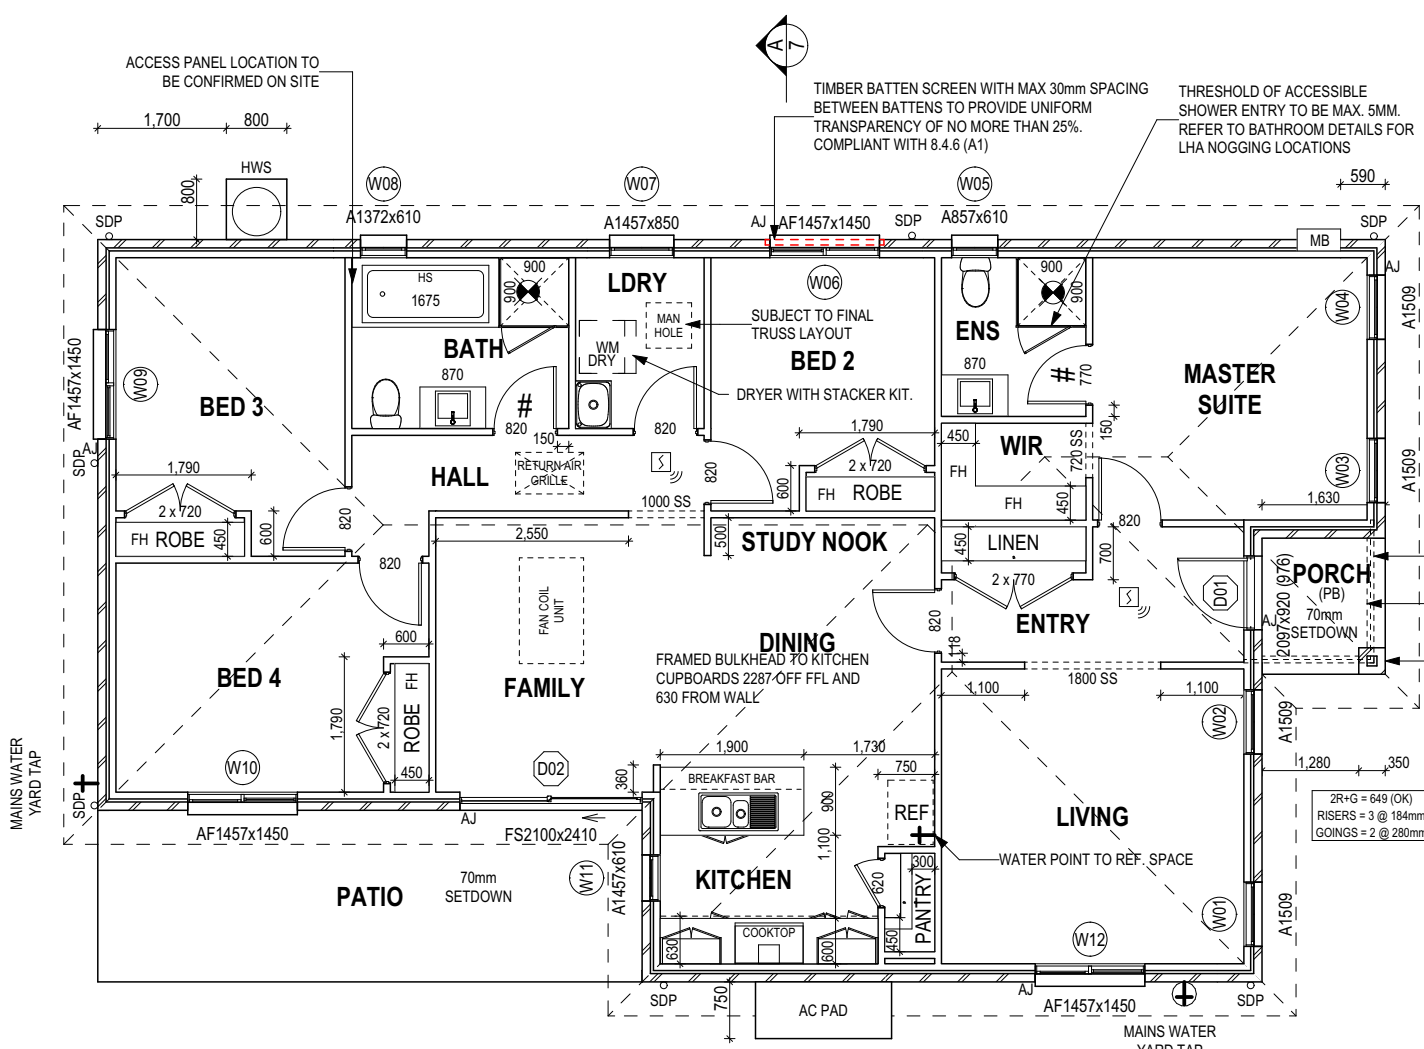 A
7
ACCESS PANEL LOCATION TO
BE CONFIRMED ON SITE
TIMBER BATTEN SCREEN WITH MAX 30mm SPACING
BETWEEN BATTENS TO PROVIDE UNIFORM
TRANSPARENCY OF NO MORE THAN 25%.
COMPLIANT WITH 8.4.6 (A1)
THRESHOLD OF ACCESSIBLE
SHOWER ENTRY TO BE MAX. 5MM.
REFER TO BATHROOM DETAILS FOR
LHA NOGGING LOCATIONS
1,700
800
HWS
800
590
W08
W07
W05
SDP
A1372x610
A1457x850
AJ
AF1457x1450
SDP
A857x610
SDP
MB
AJ
HS
1675
900
900
LDRY
MAN
HOLE
SUBJECT TO FINAL
TRUSS LAYOUT
W06
900
900
ENS
W04
A1509
BATH
WM
DRY
BED 2
AF1457x1450
W09
870
DRYER WITH STACKER KIT.
870
#
770
MASTER
SUITE
BED 3
#
820
150
820
1,790
450
WIR
720 SS
150
SDP
AJ
1,790
HALL
RETURN AIR
GRILLE
820
2 x 720
FH
FH
450
W03
A1509
1,630
2 x 720
FH
ROBE
450
600
820
1000 SS
600
FH
ROBE
820
2,550
500
STUDY NOOK
450
LINEN
700
2 x 770
820
FAN COIL
UNIT
D01
2097x920 (976)
PORCH
(PB)
70mm
SETDOWN
AJ
600
DINING
820
118
ENTRY
BED 4
FAMILY
FRAMED BULKHEAD TO KITCHEN
CUPBOARDS 2287 OFF FFL AND
630 FROM WALL
1800 SS
1,100
1,100
1,790
2 x 720
ROBE
FH
450
W02
A1509
1,900
1,730
750
W10
D02
360
BREAKFAST BAR
900
1,100
REF
1,280
350
MAINS WATER
YARD TAP
SDP
2R+G = 649 (OK)
RISERS = 3 @ 184mm
GOINGS = 2 @ 280mm
AF1457x1450
AJ
FS2100x2410
LIVING
WATER POINT TO REF. SPACE
PATIO
70mm
SETDOWN
W11
A1457x610
KITCHEN
620
300
PANTRY
450
W01
A1509
630
COOKTOP
600
W12
SDP
750
AC PAD
AJ
AF1457x1450
SDP
MAINS WATER
YARD TAP